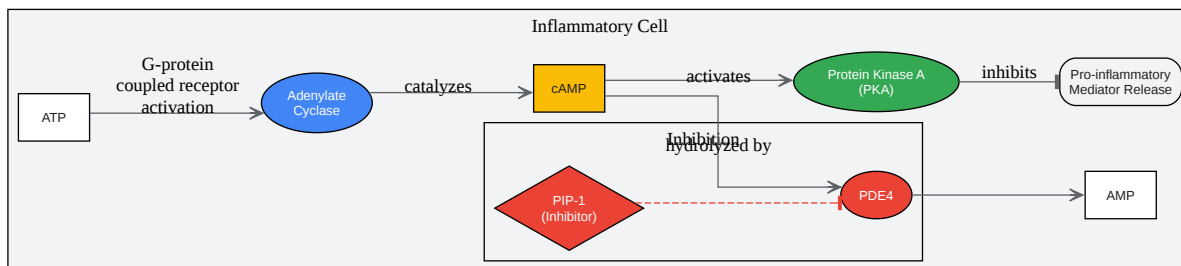 Inflammatory Cell
G-protein
coupled receptor
activation
ATP
Adenylate
Cyclase
catalyzes
cAMP
activates
Protein Kinase A
(PKA)
inhibits
Pro-inflammatory
Mediator Release
Inhibition
hydrolyzed by
PIP-1
(Inhibitor)
PDE4
AMP